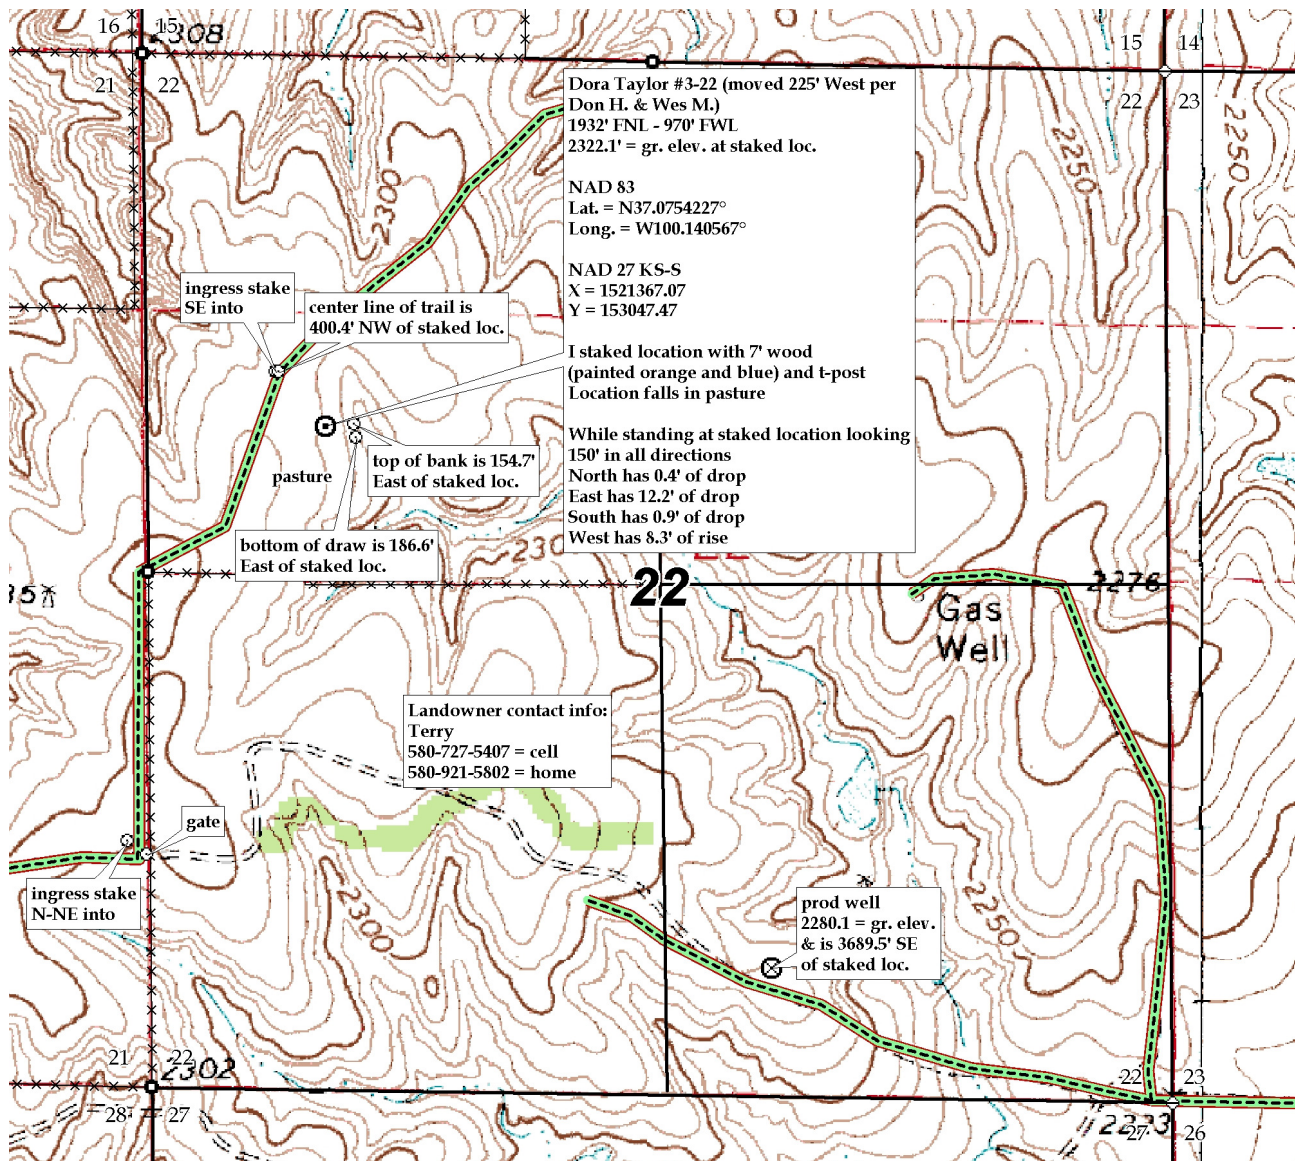 16 15
2308
15 14
21 22
22 23
Dora Taylor #3-22 (moved 225' West per
Don H. & Wes M.)
1932' FNL - 970' FWL
2322.1' = gr. elev. at staked loc.
NAD 83
Lat. = N37.0754227°
Long. = W100.140567°
NAD 27 KS-S
X = 1521367.07
Y = 153047.47
I staked location with 7' wood
(painted orange and blue) and t-post
Location falls in pasture
While standing at staked location looking
150' in all directions
North has 0.4' of drop
East has 12.2' of drop
South has 0.9' of drop
West has 8.3' of rise
2300
2250
2250
ingress stake
SE into
center line of trail is
400.4' NW of staked loc.
pasture
top of bank is 154.7'
East of staked loc.
bottom of draw is 186.6'
East of staked loc.
230
22
22
2276
35
Gas
Well
Landowner contact info:
Terry
580-727-5407 = cell
580-921-5802 = home
gate
ingress stake
N-NE into
2300
2250
prod well
2280.1 = gr. elev.
& is 3689.5' SE
of staked loc.
21 22
2302
22 23
28 27
2233
27 26